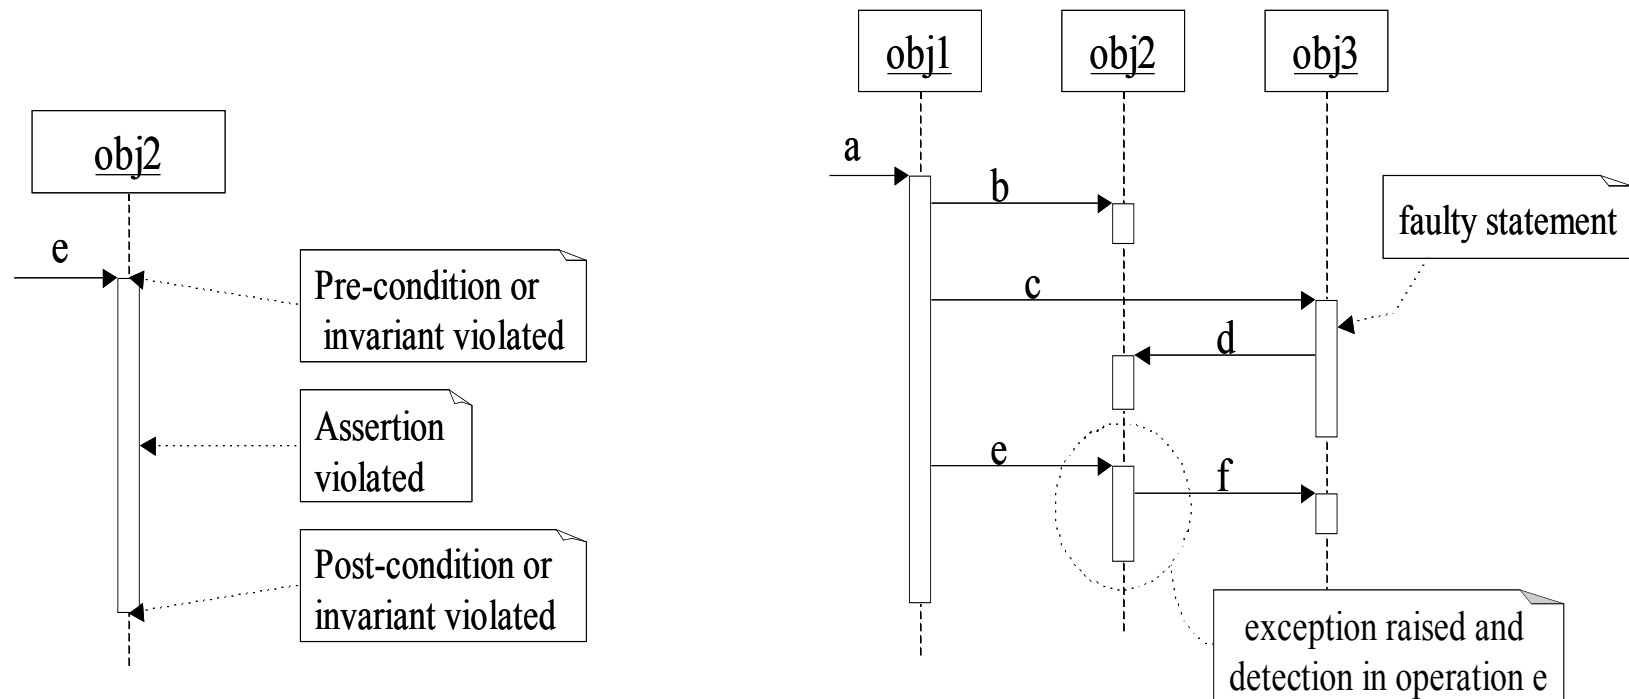 obj2
e
Pre-condition or
invariant violated
Assertion
violated
Post-condition or
invariant violated
obj1
obj2
obj3
a
b
faulty statement
c
d
e
f
exception raised and
detection in operation e